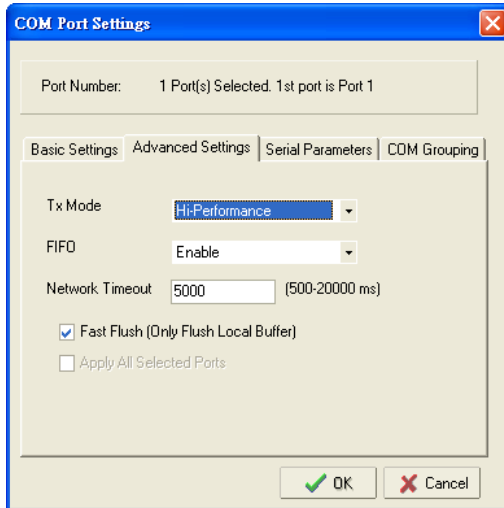 COM Port Settings
Port Number: 1 Port(s) Selected. 1st port is Port 1
Basic Settings Advanced Settings Serial Parameters COM Grouping
Tx Mode Hi-Performance
FIFO Enable
Network Timeout 5000 (500-20000 ms)
Fast Flush (Only Flush Local Buffer)
Apply All Selected Ports
OK Cancel